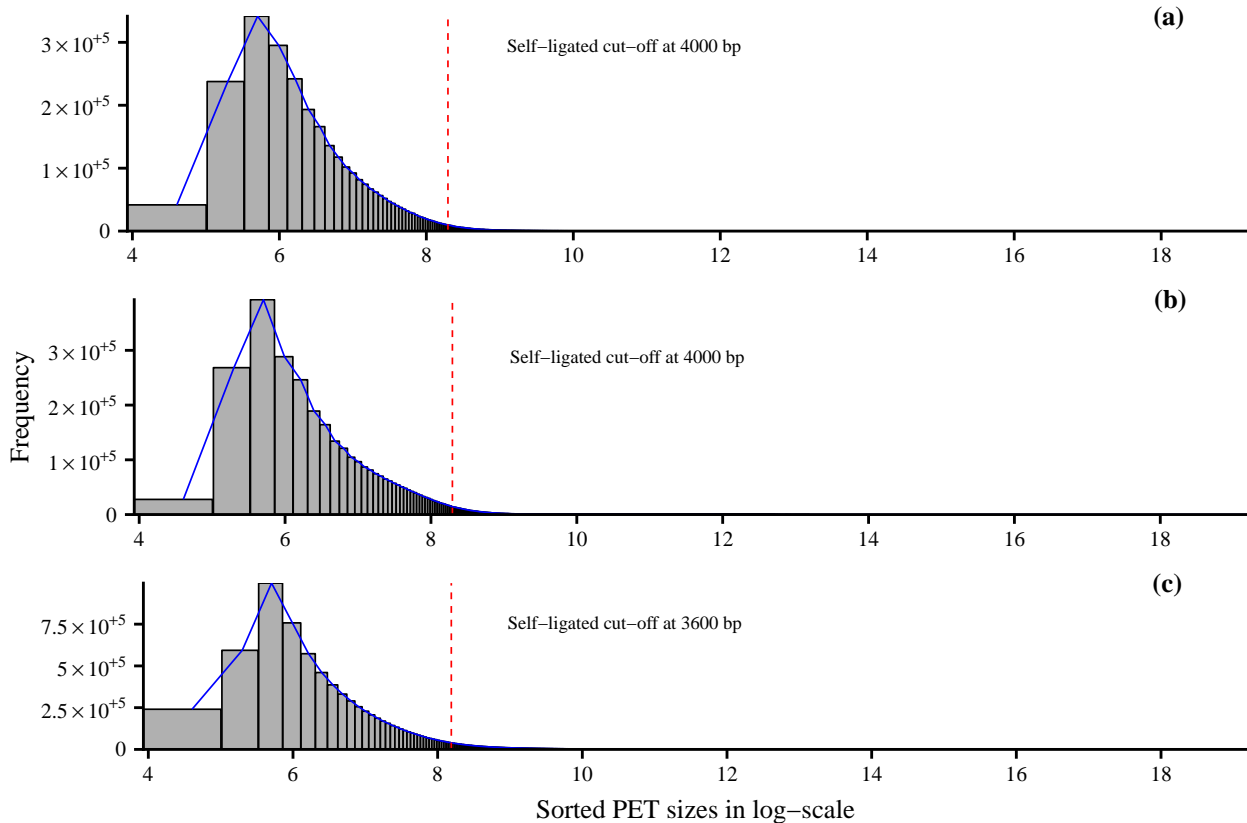 (a)
Self−ligated cut−off at 4000 bp
3×10+5
2×10+5
1×10+5
0
4 6 8 10 12 14 16 18
(b)
Self−ligated cut−off at 4000 bp
3×10+5
2×10+5
1×10+5
0
4 6 8 10 12 14 16 18
Frequency
(c)
Self−ligated cut−off at 3600 bp
7.5×10+5
5×10+5
2.5×10+5
0
4 6 8 10 12 14 16 18
Sorted PET sizes in log−scale